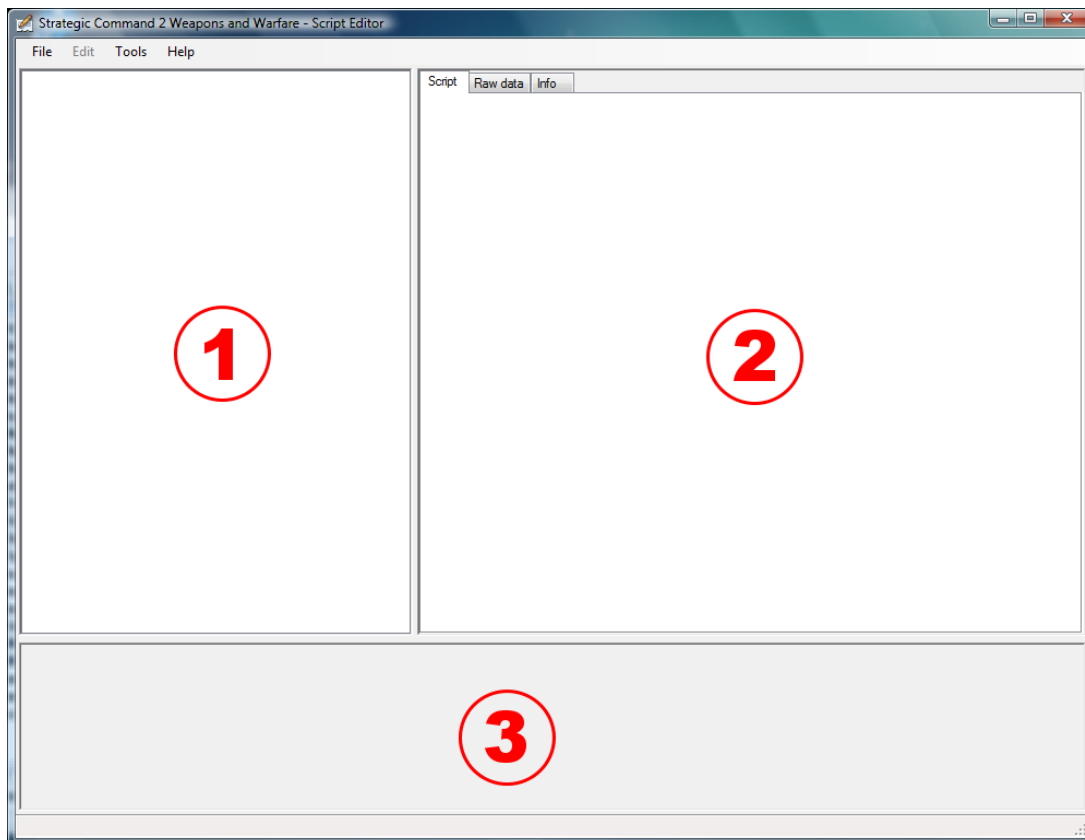 Strategic Command 2 Weapons and Warfare - Script Editor
File Edit Tools Help
Script Raw data Info
1
2
3